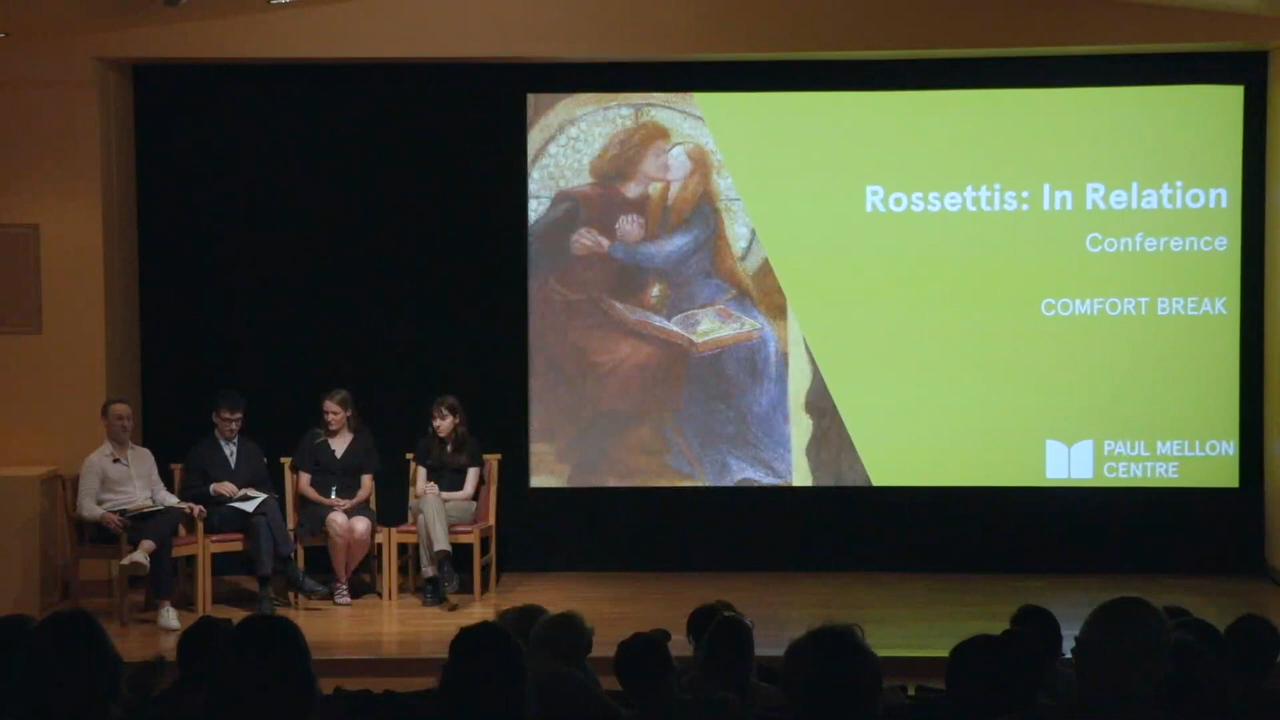 Rossettis: In Relation
Conference
COMFORT BREAK
PAUL MELLON
CENTRE